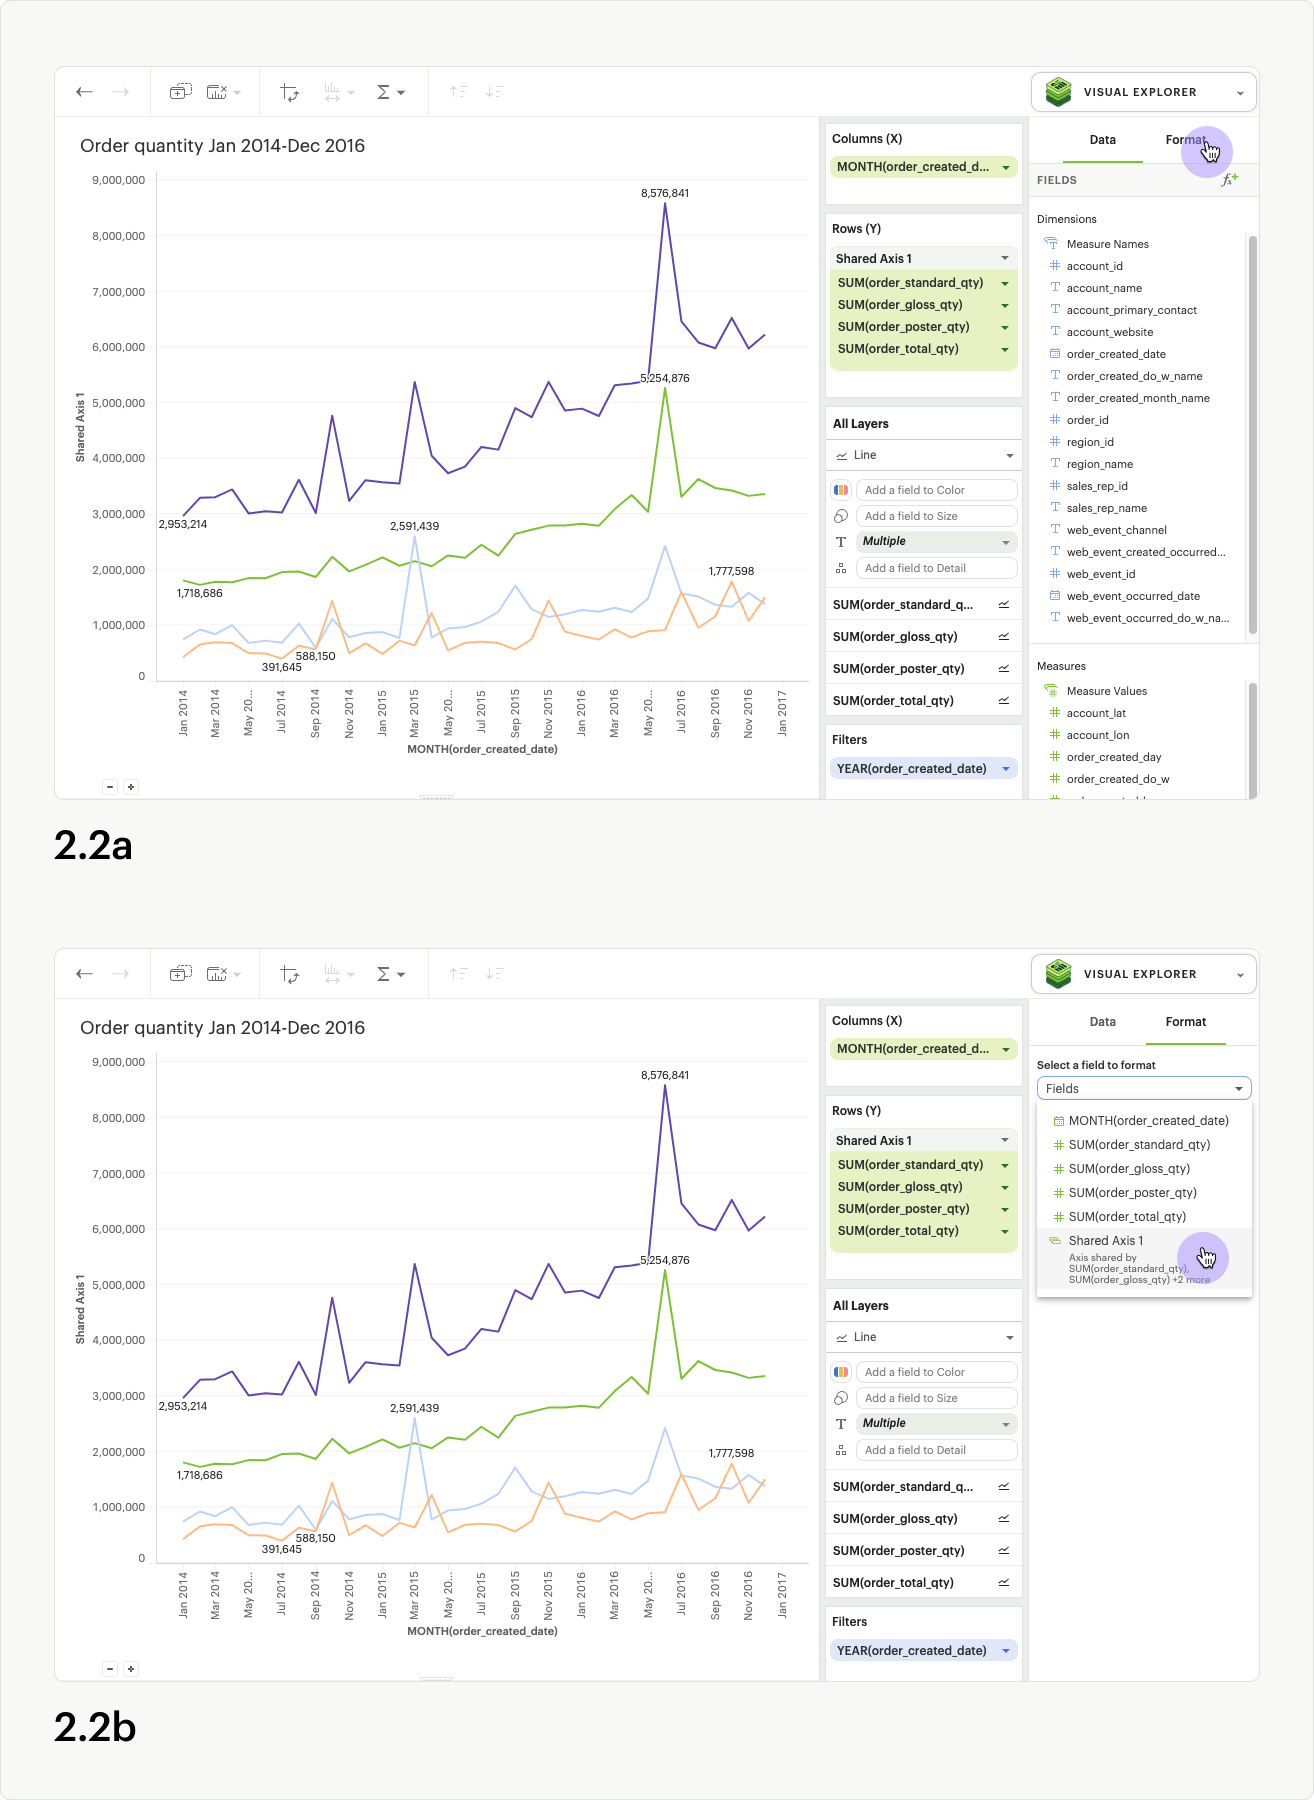 VISUAL EXPLORER
Order quantity Jan 2014-Dec 2016
9,000,000
8,000,000
7,000,000
6,000,000
5,000,000
4,000,000
3,000,000
2,000,000
1,000,000
0
Shared Axis 1
8,576,841
5,254,876
2,953,214
2,591,439
1,777,598
1,718,686
588,150
391,645
Jan 2014
Mar 2014
May 20...
Jul 2014
Sep 2014
Nov 2014
Jan 2015
Mar 2015
May 20...
Jul 2015
Sep 2015
Nov 2015
Jan 2016
Mar 2016
May 20...
Jul 2016
Sep 2016
Nov 2016
Jan 2017
MONTH(order_created_date)
Columns (X)
MONTH(order_created_d...
Rows (Y)
Shared Axis 1
SUM(order_standard_qty)
SUM(order_gloss_qty)
SUM(order_poster_qty)
SUM(order_total_qty)
All Layers
Line
Add a field to Color
Add a field to Size
T Multiple
Add a field to Detail
SUM(order_standard_q...
SUM(order_gloss_qty)
SUM(order_poster_qty)
SUM(order_total_qty)
Filters
YEAR(order_created_date)
Data Format
FIELDS
Dimensions
Measure Names
account_id
account_name
account_primary_contact
account_website
order_created_date
order_created_do_w_name
order_created_month_name
order_id
region_id
region_name
sales_rep_id
sales_rep_name
web_event_channel
web_event_created_occurred...
web_event_id
web_event_occurred_date
web_event_occurred_do_w_na...
Measures
Measure Values
account_lat
account_lon
order_created_day
order_created_do_w
2.2a
VISUAL EXPLORER
Order quantity Jan 2014-Dec 2016
9,000,000
8,000,000
7,000,000
6,000,000
5,000,000
4,000,000
3,000,000
2,000,000
1,000,000
0
Shared Axis 1
8,576,841
5,254,876
2,953,214
2,591,439
1,777,598
1,718,686
588,150
391,645
Jan 2014
Mar 2014
May 20...
Jul 2014
Sep 2014
Nov 2014
Jan 2015
Mar 2015
May 20...
Jul 2015
Sep 2015
Nov 2015
Jan 2016
Mar 2016
May 20...
Jul 2016
Sep 2016
Nov 2016
Jan 2017
MONTH(order_created_date)
Columns (X)
MONTH(order_created_d...
Rows (Y)
Shared Axis 1
SUM(order_standard_qty)
SUM(order_gloss_qty)
SUM(order_poster_qty)
SUM(order_total_qty)
All Layers
Line
Add a field to Color
Add a field to Size
T Multiple
Add a field to Detail
SUM(order_standard_q...
SUM(order_gloss_qty)
SUM(order_poster_qty)
SUM(order_total_qty)
Filters
YEAR(order_created_date)
Data Format
Select a field to format
Fields
MONTH(order_created_date)
SUM(order_standard_qty)
SUM(order_gloss_qty)
SUM(order_poster_qty)
SUM(order_total_qty)
Shared Axis 1
Axis shared by
SUM(order_standard_qty),
SUM(order_gloss_qty) +2 more
2.2b